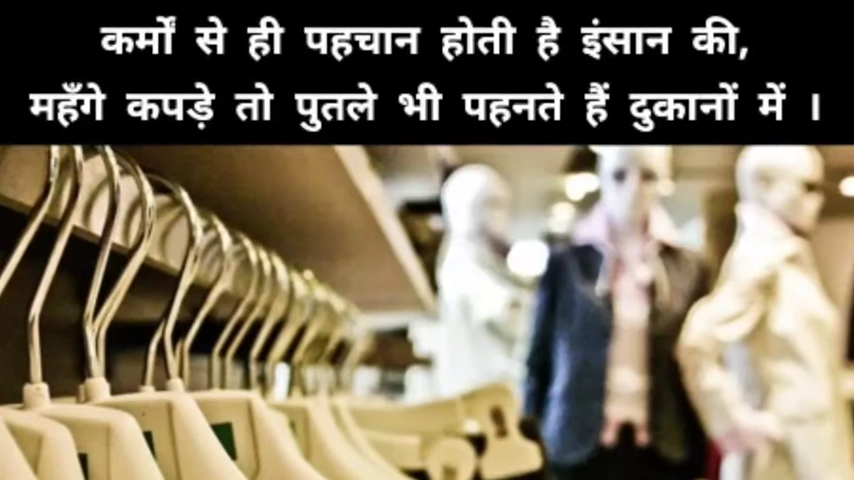 कर्मों से ही पहचान होती है इंसान की,
महँगे कपड़े तो पुतले भी पहनते हैं दुकानों में ।